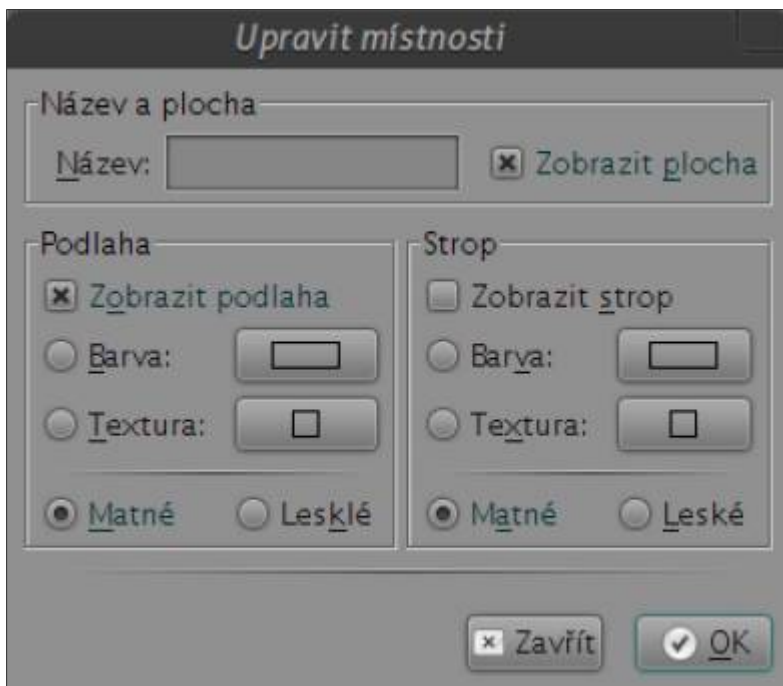 Upravit místnosti
Název a plocha
Název:
Zobrazit plocha
Podlaha
Zobrazit podlaha
Barva:
Textura:
Matné Lesklé
Strop
Zobrazit strop
Barva:
Textura:
Matné Leské
Zavřít OK